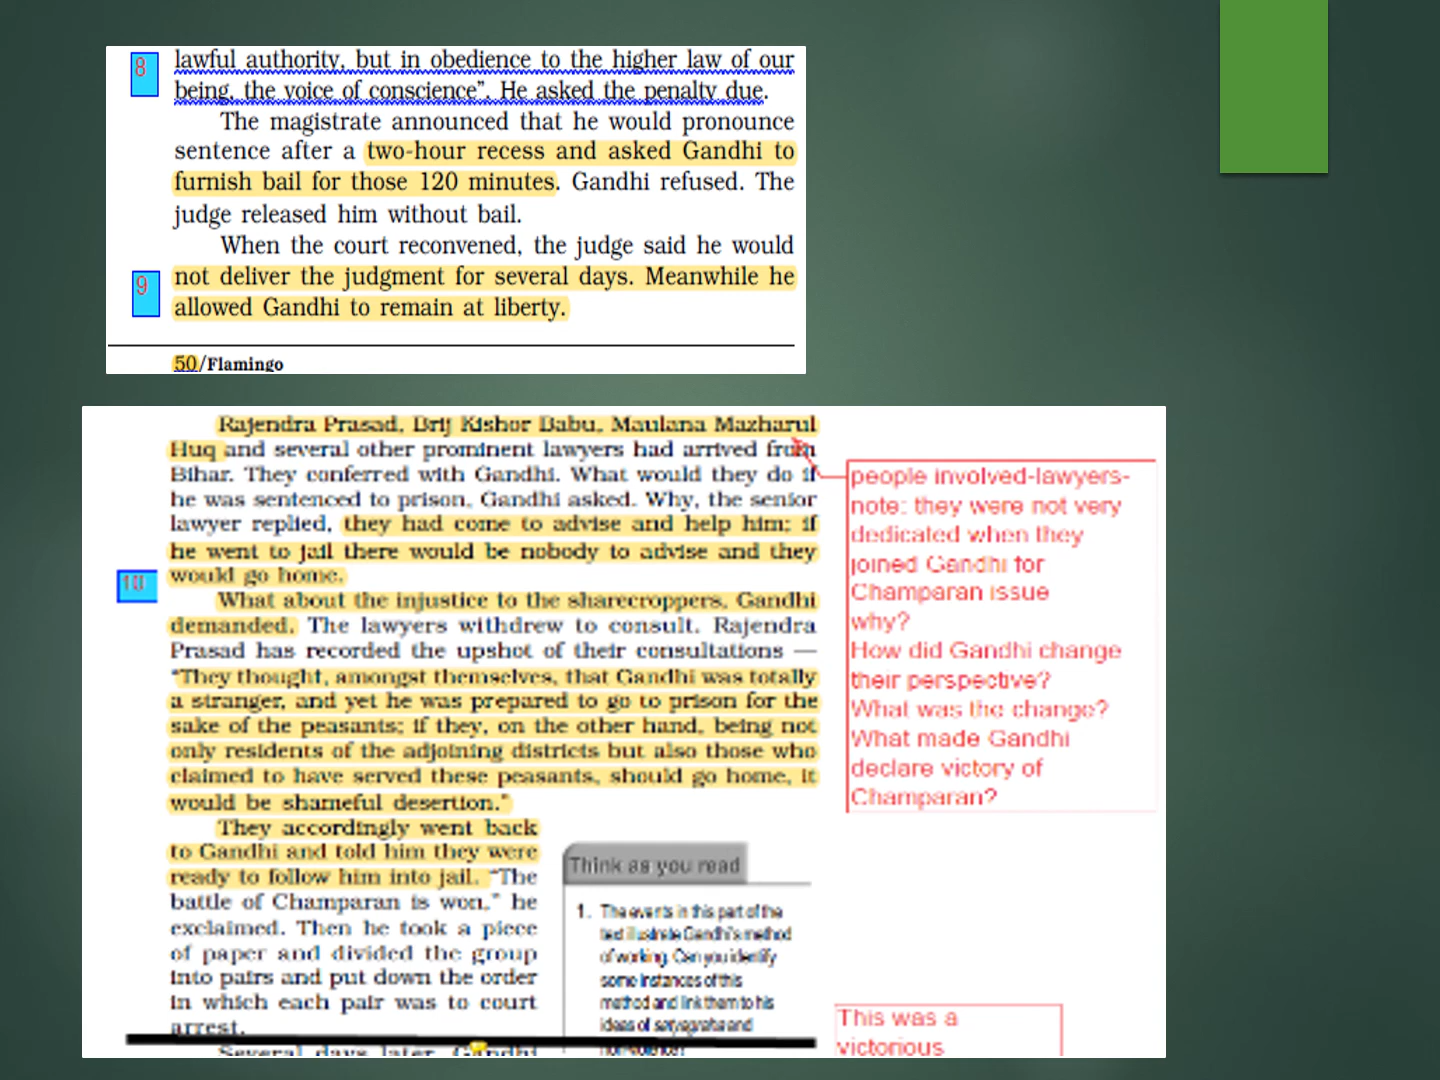 8
lawful authority, but in obedience to the higher law of our
being, the voice of conscience”. He asked the penalty due.
The magistrate announced that he would pronounce
sentence after a two-hour recess and asked Gandhi to
furnish bail for those 120 minutes. Gandhi refused. The
judge released him without bail.
When the court reconvened, the judge said he would
9
not deliver the judgment for several days. Meanwhile he
allowed Gandhi to remain at liberty.
50/Flamingo
Rajendra Prasad, Brij Kishor Babu, Maulana Mazharul
Huq and several other prominent lawyers had arrived from
Bihar. They conferred with Gandhi. What would they do if
he was sentenced to prison, Gandhi asked. Why, the senior
lawyer replied, they had come to advise and help him; if
he went to jail there would be nobody to advise and they
would go home.
10
What about the injustice to the sharecroppers, Gandhi
demanded. The lawyers withdrew to consult. Rajendra
Prasad has recorded the upshot of their consultations —
“They thought, amongst themselves, that Gandhi was totally
a stranger, and yet he was prepared to go to prison for the
sake of the peasants; if they, on the other hand, being not
only residents of the adjoining districts but also those who
claimed to have served these peasants, should go home, it
would be shameful desertion.”
They accordingly went back
to Gandhi and told him they were
ready to follow him into jail. “The
battle of Champaran is won,” he
exclaimed. Then he took a piece
of paper and divided the group
into pairs and put down the order
in which each pair was to court
arrest.
Several days later, Gandhi
Think as you read
1. The events in this part of the
text illustrate Gandhi's method
of working. Can you identify
some instances of this
method and link them to his
ideas of satyagraha and
non-violence?
people involved-lawyers-
note: they were not very
dedicated when they
joined Gandhi for
Champaran issue
why?
How did Gandhi change
their perspective?
What was the change?
What made Gandhi
declare victory of
Champaran?
This was a
victorious